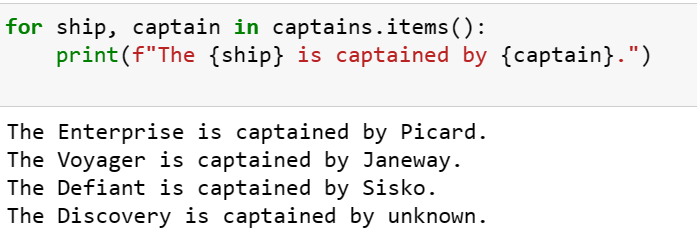 for ship, captain in captains.items():
    print(f"The {ship} is captained by {captain}.")
The Enterprise is captained by Picard.
The Voyager is captained by Janeway.
The Defiant is captained by Sisko.
The Discovery is captained by unknown.